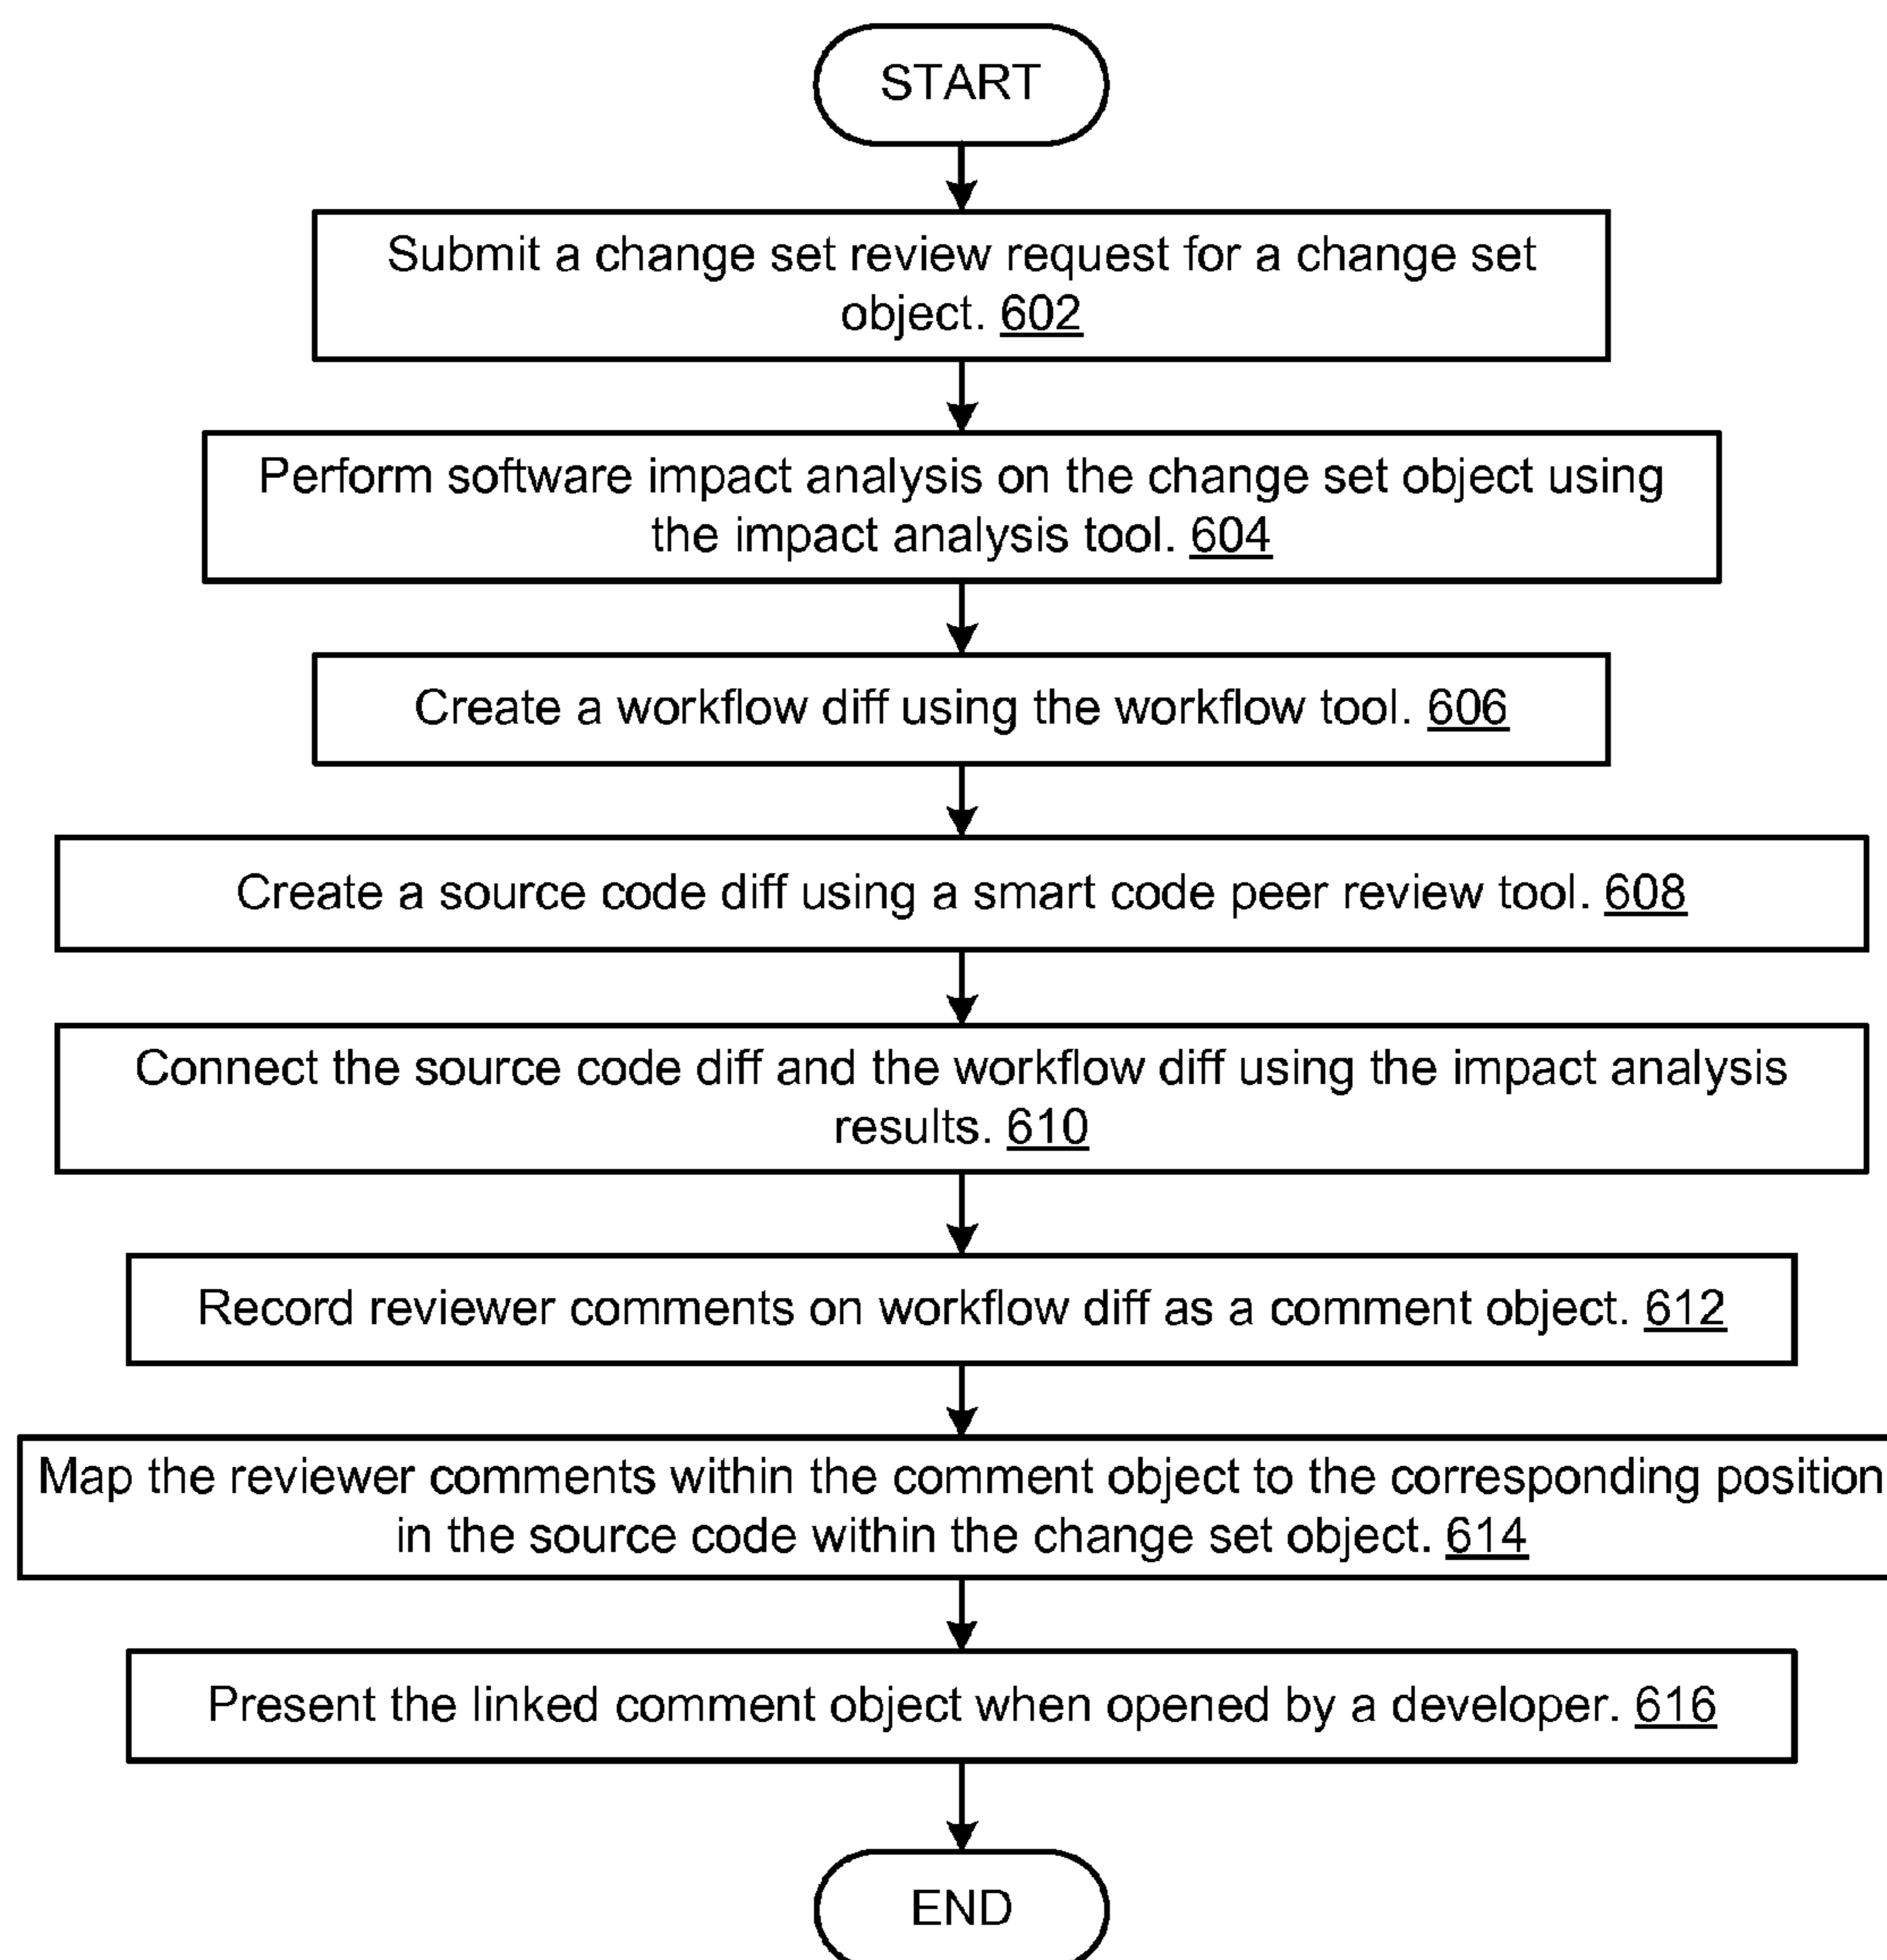 START
Submit a change set review request for a change set
object. 602
Perform software impact analysis on the change set object using
the impact analysis tool. 604
Create a workflow diff using the workflow tool. 606
Create a source code diff using a smart code peer review tool. 608
Connect the source code diff and the workflow diff using the impact analysis
results. 610
Record reviewer comments on workflow diff as a comment object. 612
Map the reviewer comments within the comment object to the corresponding position
in the source code within the change set object. 614
Present the linked comment object when opened by a developer. 616
END